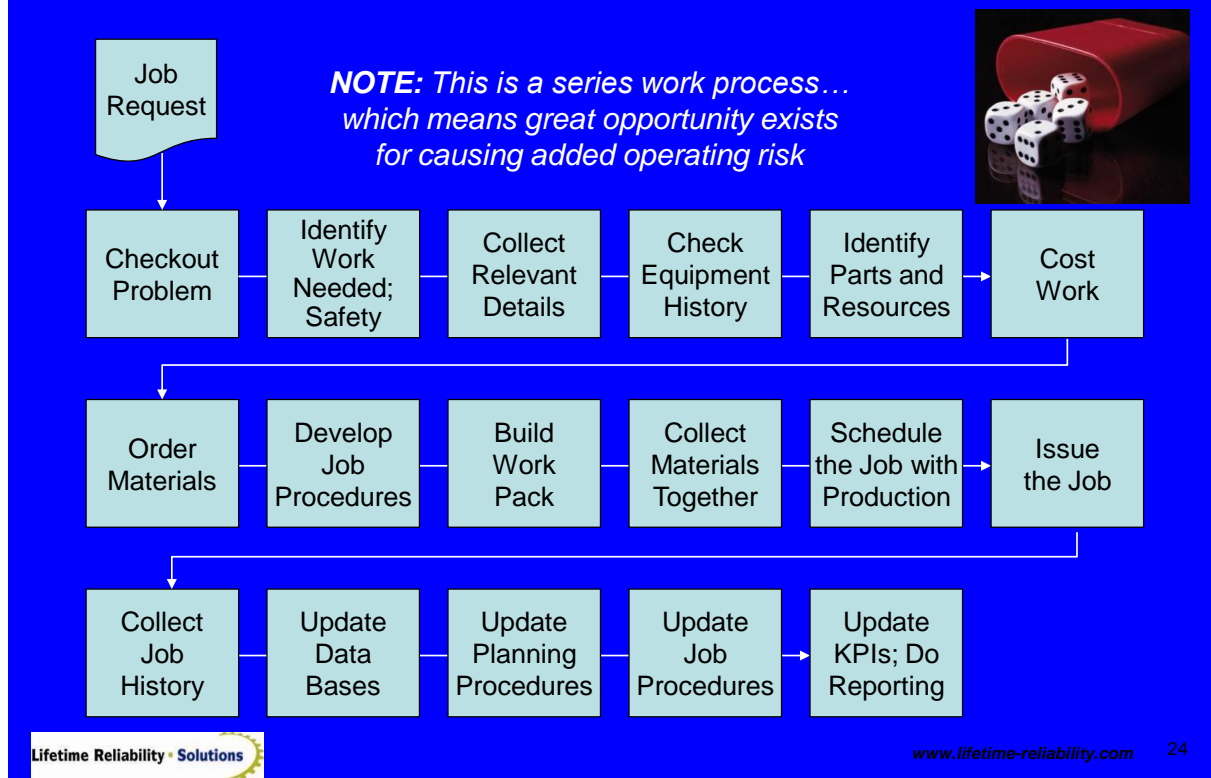 Job
Request
NOTE: This is a series work process…
which means great opportunity exists
for causing added operating risk
Checkout
Problem
Identify
Work
Needed;
Safety
Collect
Relevant
Details
Check
Equipment
History
Identify
Parts and
Resources
Cost
Work
Order
Materials
Develop
Job
Procedures
Build
Work
Pack
Collect
Materials
Together
Schedule
the Job with
Production
Issue
the Job
Collect
Job
History
Update
Data
Bases
Update
Planning
Procedures
Update
Job
Procedures
Update
KPIs; Do
Reporting
Lifetime Reliability • Solutions
www.lifetime-reliability.com
24